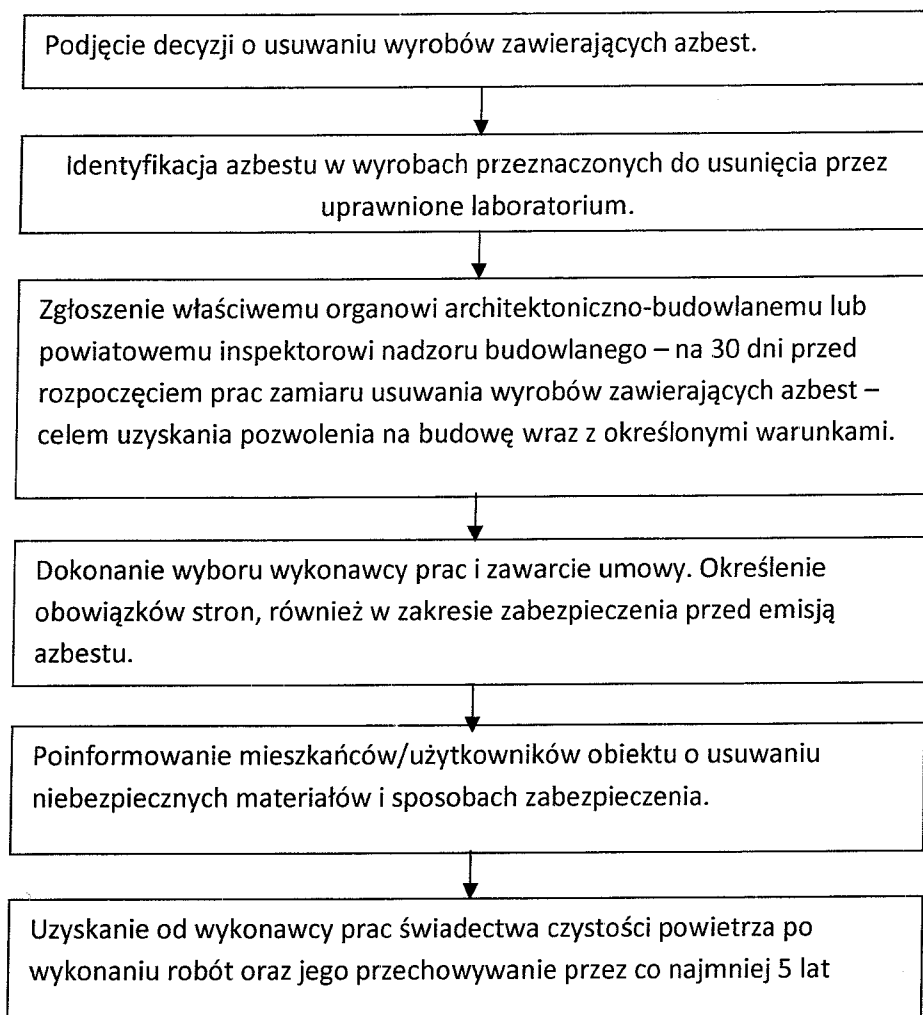 Podjęcie decyzji o usuwaniu wyrobów zawierających azbest.
Identyfikacja azbestu w wyrobach przeznaczonych do usunięcia przez
uprawnione laboratorium.
Zgłoszenie właściwemu organowi architektoniczno-budowlanemu lub
powiatowemu inspektorowi nadzoru budowlanego – na 30 dni przed
rozpoczęciem prac zamiaru usuwania wyrobów zawierających azbest –
celem uzyskania pozwolenia na budowę wraz z określonymi warunkami.
Dokonanie wyboru wykonawcy prac i zawarcie umowy. Określenie
obowiązków stron, również w zakresie zabezpieczenia przed emisją
azbestu.
Poinformowanie mieszkańców/użytkowników obiektu o usuwaniu
niebezpiecznych materiałów i sposobach zabezpieczenia.
Uzyskanie od wykonawcy prac świadectwa czystości powietrza po
wykonaniu robót oraz jego przechowywanie przez co najmniej 5 lat